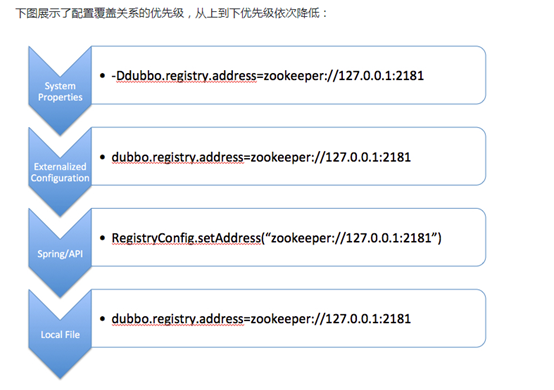 下图展示了配置覆盖关系的优先级，从上到下优先级依次降低：
System
Properties
• -Ddubbo.registry.address=zookeeper://127.0.0.1:2181
Externalized
Configuration
• dubbo.registry.address=zookeeper://127.0.0.1:2181
Spring/API
• RegistryConfig.setAddress(“zookeeper://127.0.0.1:2181”)
Local File
• dubbo.registry.address=zookeeper://127.0.0.1:2181